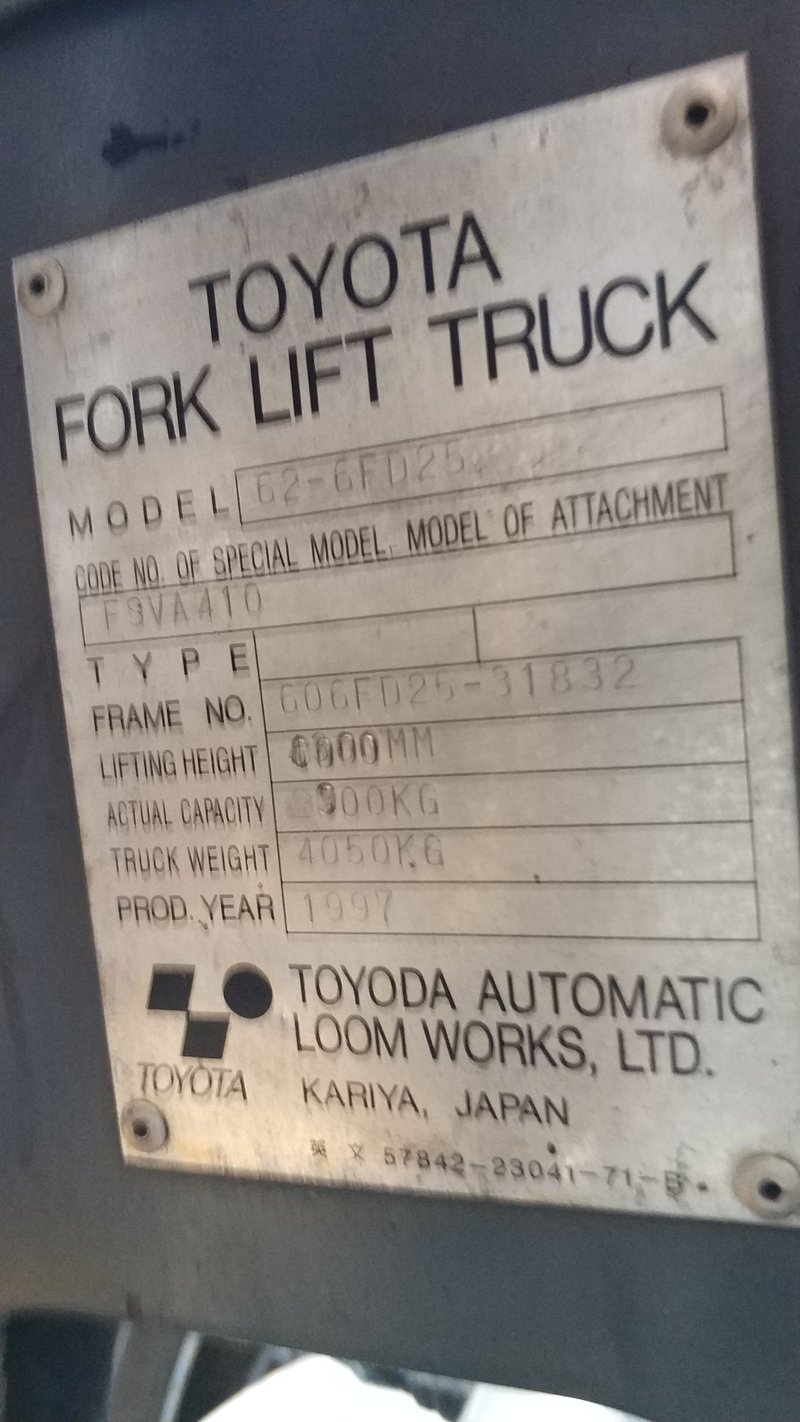 TOYOTA
FORK LIFT TRUCK
MODEL 62-6FD25
CODE NO. OF SPECIAL MODEL, MODEL OF ATTACHMENT
FSVA410
TYPE
FRAME NO. 606FD25-31832
LIFTING HEIGHT
ACTUAL CAPACITY
TRUCK WEIGHT 4050KG
PROD. YEAR 1997
TOYODA AUTOMATIC
LOOM WORKS, LTD.
TOYOTA
KARIYA, JAPAN
英文 57842-23041-71-B